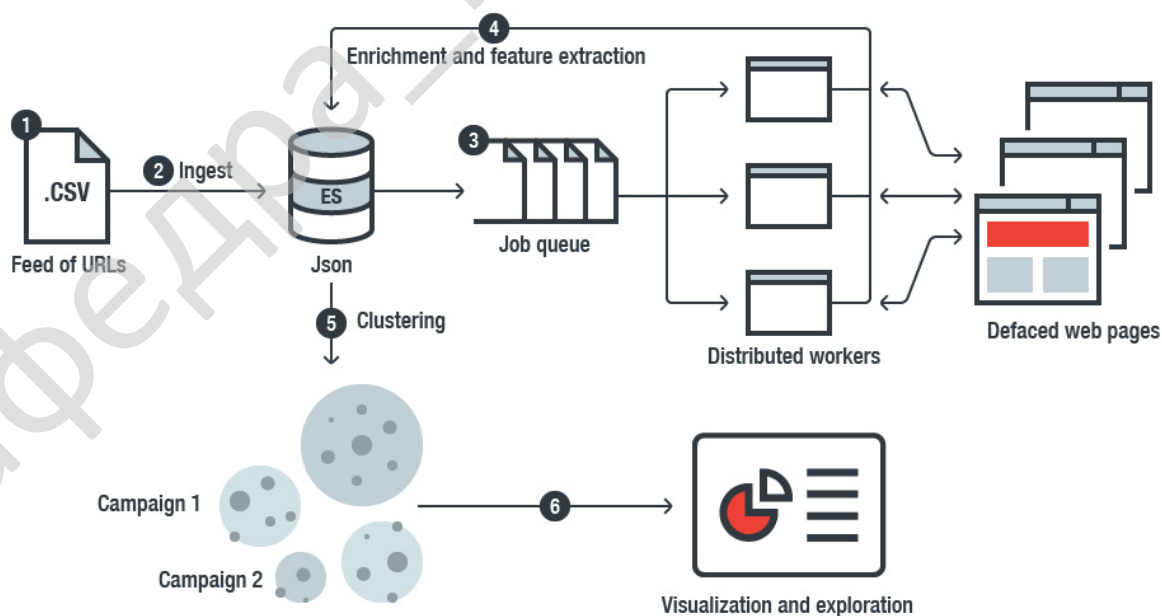 4
Enrichment and feature extraction
1
.CSV
Feed of URLs
2 Ingest
ES
Json
3
Job queue
Distributed workers
Defaced web pages
5 Clustering
Campaign 1
Campaign 2
6
Visualization and exploration